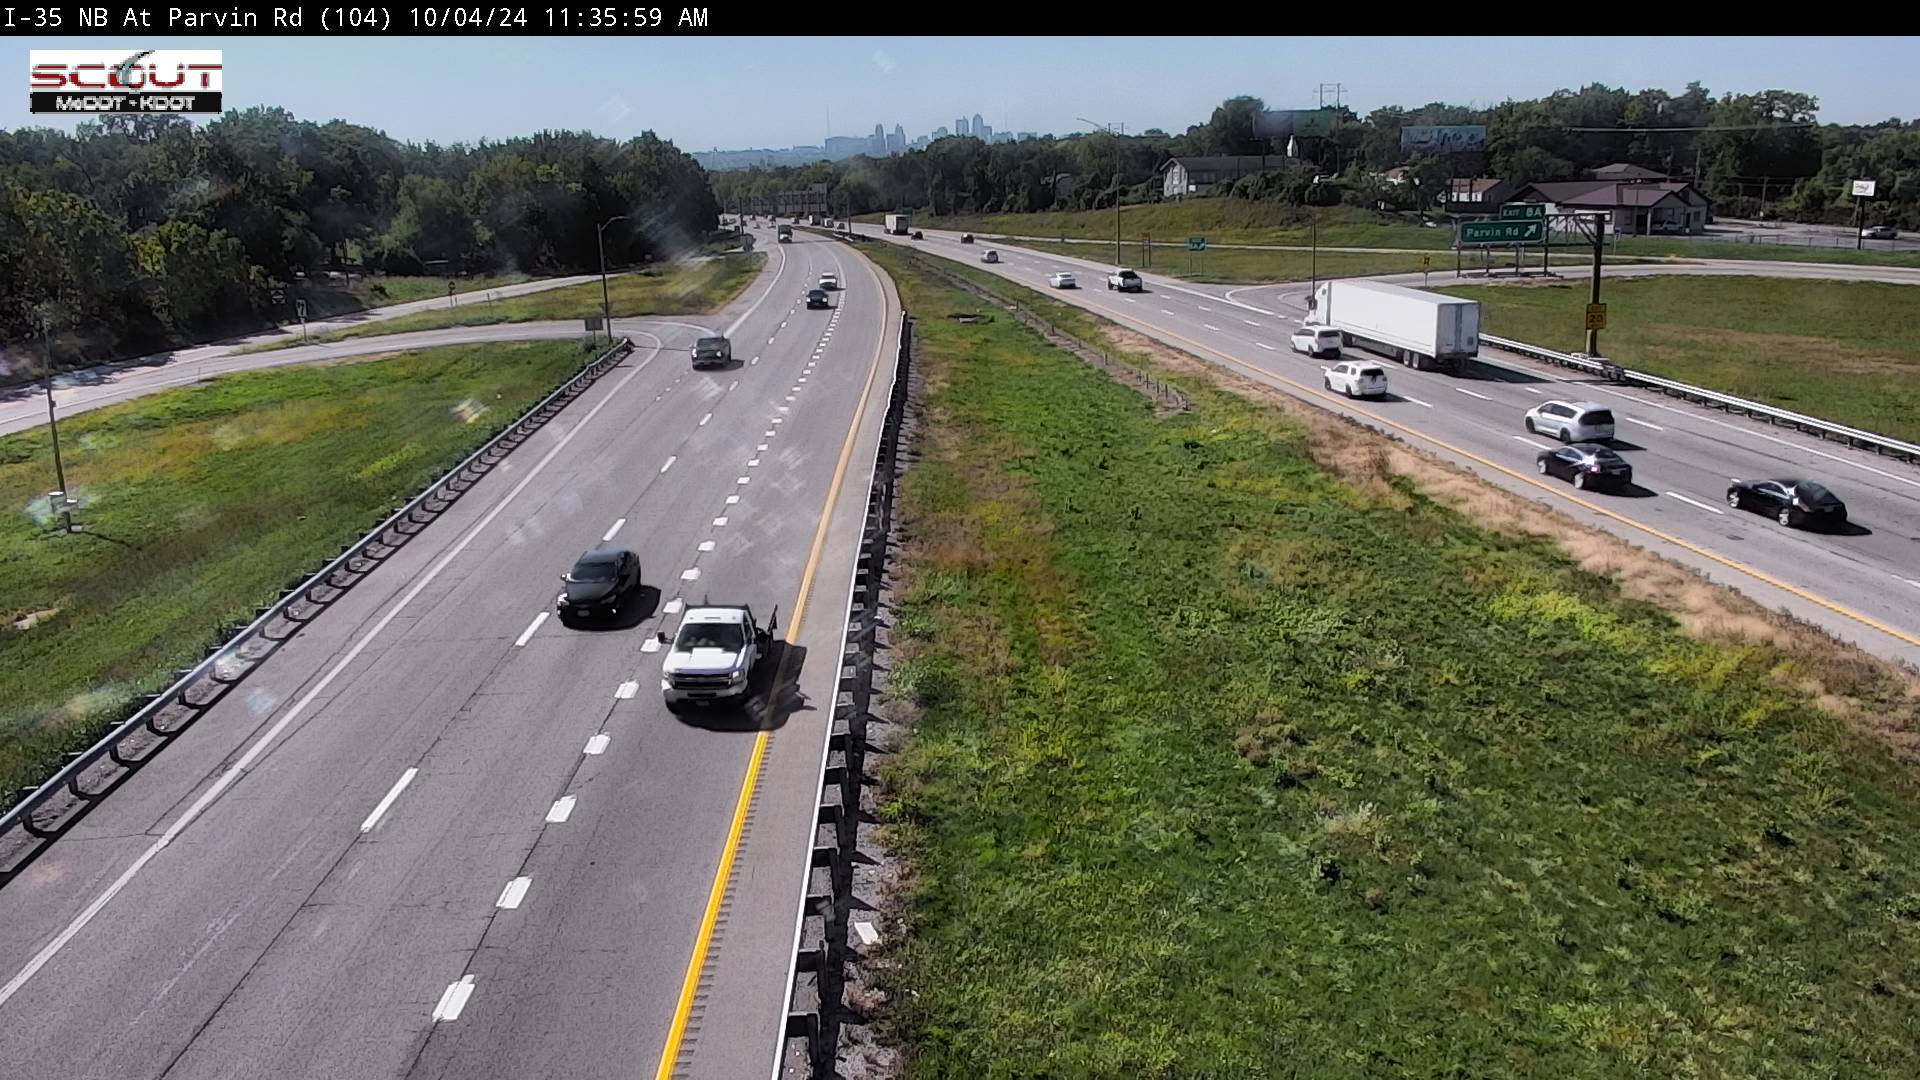 I-35 NB At Parvin Rd (104) 10/04/24 11:35:59 AM
SCOUT
MoDOT - KDOT
EXIT 8A
Parvin Rd